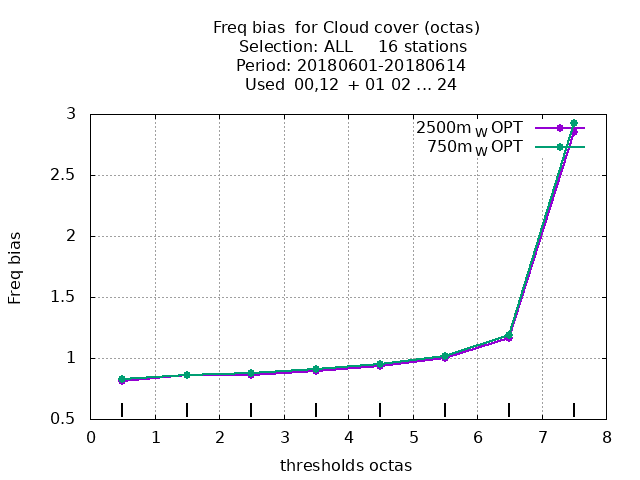 Freq bias for Cloud cover (octas)
Selection: ALL 16 stations
Period: 20180601-20180614
Used 00,12 + 01 02 ... 24
2500m W OPT
750m W OPT
3
2.5
2
1.5
1
0.5
Freq bias
0 1 2 3 4 5 6 7 8
thresholds octas